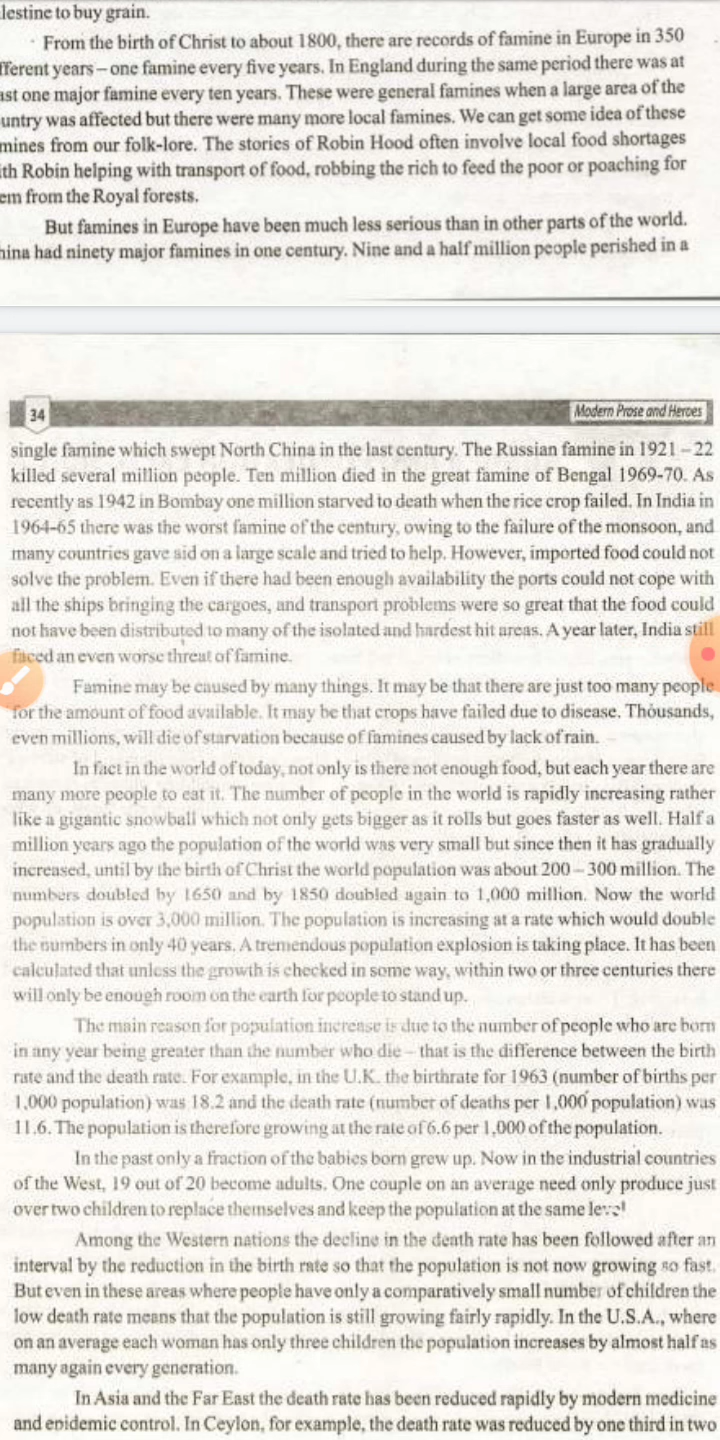 lestine to buy grain.
From the birth of Christ to about 1800, there are records of famine in Europe in 350
fferent years – one famine every five years. In England during the same period there was at
ast one major famine every ten years. These were general famines when a large area of the
untry was affected but there were many more local famines. We can get some idea of these
mines from our folk-lore. The stories of Robin Hood often involve local food shortages
ith Robin helping with transport of food, robbing the rich to feed the poor or poaching for
em from the Royal forests.
But famines in Europe have been much less serious than in other parts of the world.
hina had ninety major famines in one century. Nine and a half million people perished in a
34
Modern Prose and Heroes
single famine which swept North China in the last century. The Russian famine in 1921 – 22
killed several million people. Ten million died in the great famine of Bengal 1969-70. As
recently as 1942 in Bombay one million starved to death when the rice crop failed. In India in
1964-65 there was the worst famine of the century, owing to the failure of the monsoon, and
many countries gave aid on a large scale and tried to help. However, imported food could not
solve the problem. Even if there had been enough availability the ports could not cope with
all the ships bringing the cargoes, and transport problems were so great that the food could
not have been distributed to many of the isolated and hardest hit areas. A year later, India still
faced an even worse threat of famine.
Famine may be caused by many things. It may be that there are just too many people
for the amount of food available. It may be that crops have failed due to disease. Thousands,
even millions, will die of starvation because of famines caused by lack of rain.
In fact in the world of today, not only is there not enough food, but each year there are
many more people to eat it. The number of people in the world is rapidly increasing rather
like a gigantic snowball which not only gets bigger as it rolls but goes faster as well. Half a
million years ago the population of the world was very small but since then it has gradually
increased, until by the birth of Christ the world population was about 200 – 300 million. The
numbers doubled by 1650 and by 1850 doubled again to 1,000 million. Now the world
population is over 3,000 million. The population is increasing at a rate which would double
the numbers in only 40 years. A tremendous population explosion is taking place. It has been
calculated that unless the growth is checked in some way, within two or three centuries there
will only be enough room on the earth for people to stand up.
The main reason for population increase is due to the number of people who are born
in any year being greater than the number who die – that is the difference between the birth
rate and the death rate. For example, in the U.K. the birthrate for 1963 (number of births per
1,000 population) was 18.2 and the death rate (number of deaths per 1,000 population) was
11.6. The population is therefore growing at the rate of 6.6 per 1,000 of the population.
In the past only a fraction of the babies born grew up. Now in the industrial countries
of the West, 19 out of 20 become adults. One couple on an average need only produce just
over two children to replace themselves and keep the population at the same level
Among the Western nations the decline in the death rate has been followed after an
interval by the reduction in the birth rate so that the population is not now growing so fast.
But even in these areas where people have only a comparatively small number of children the
low death rate means that the population is still growing fairly rapidly. In the U.S.A., where
on an average each woman has only three children the population increases by almost half as
many again every generation.
In Asia and the Far East the death rate has been reduced rapidly by modern medicine
and epidemic control. In Ceylon, for example, the death rate was reduced by one third in two